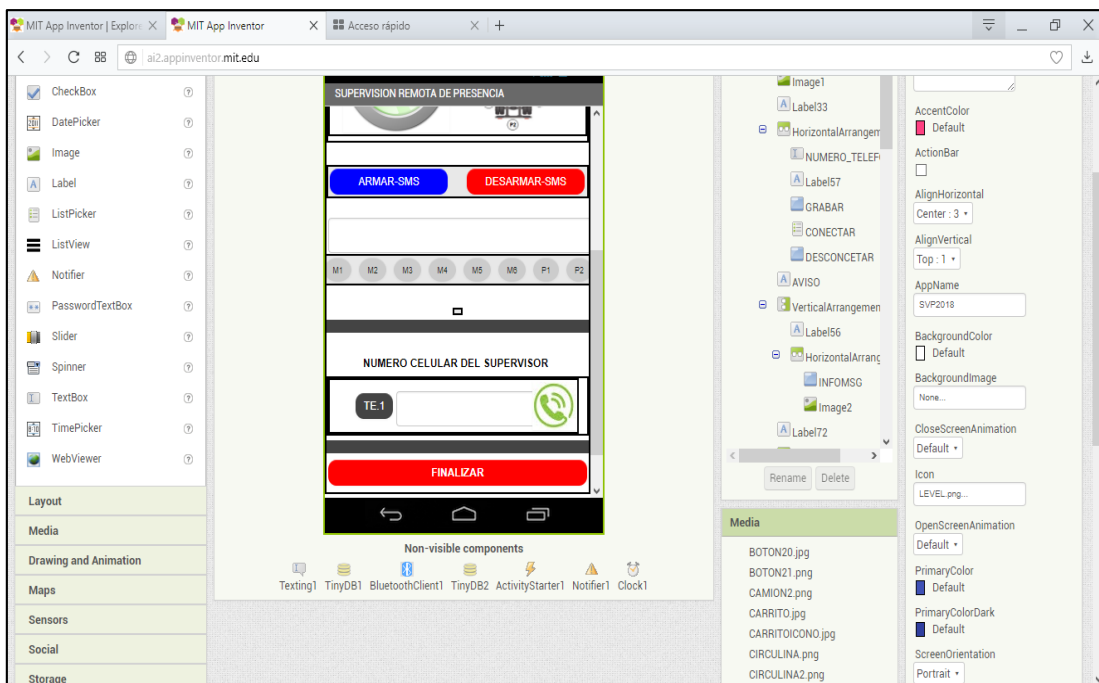 MIT App Inventor | Explore
MIT App Inventor
Acceso rápido
ai2.appinventor.mit.edu
CheckBox
DatePicker
Image
Label
ListPicker
ListView
Notifier
PasswordTextBox
Slider
Spinner
TextBox
TimePicker
WebViewer
Layout
Media
Drawing and Animation
Maps
Sensors
Social
Storage
SUPERVISION REMOTA DE PRESENCIA
P2
ARMAR-SMS DESARMAR-SMS
M1 M2 M3 M4 M5 M6 P1 P2
NUMERO CELULAR DEL SUPERVISOR
TE.1
FINALIZAR
Non-visible components
Texting1 TinyDB1 BluetoothClient1 TinyDB2 ActivityStarter1 Notifier1 Clock1
Image1
Label33
HorizontalArrangem
NUMERO_TELEF
Label57
GRABAR
CONECTAR
DESCONCETAR
AVISO
VerticalArrangemen
Label56
HorizontalArrang
INFOMSG
Image2
Label72
Rename Delete
Media
BOTON20.jpg
BOTON21.png
CAMION2.png
CARRITO.jpg
CARRITOICONO.jpg
CIRCULINA.png
CIRCULINA2.png
AccentColor
Default
ActionBar
AlignHorizontal
Center : 3
AlignVertical
Top : 1
AppName
SVP2018
BackgroundColor
Default
BackgroundImage
None...
CloseScreenAnimation
Default
Icon
LEVEL.png...
OpenScreenAnimation
Default
PrimaryColor
Default
PrimaryColorDark
Default
ScreenOrientation
Portrait